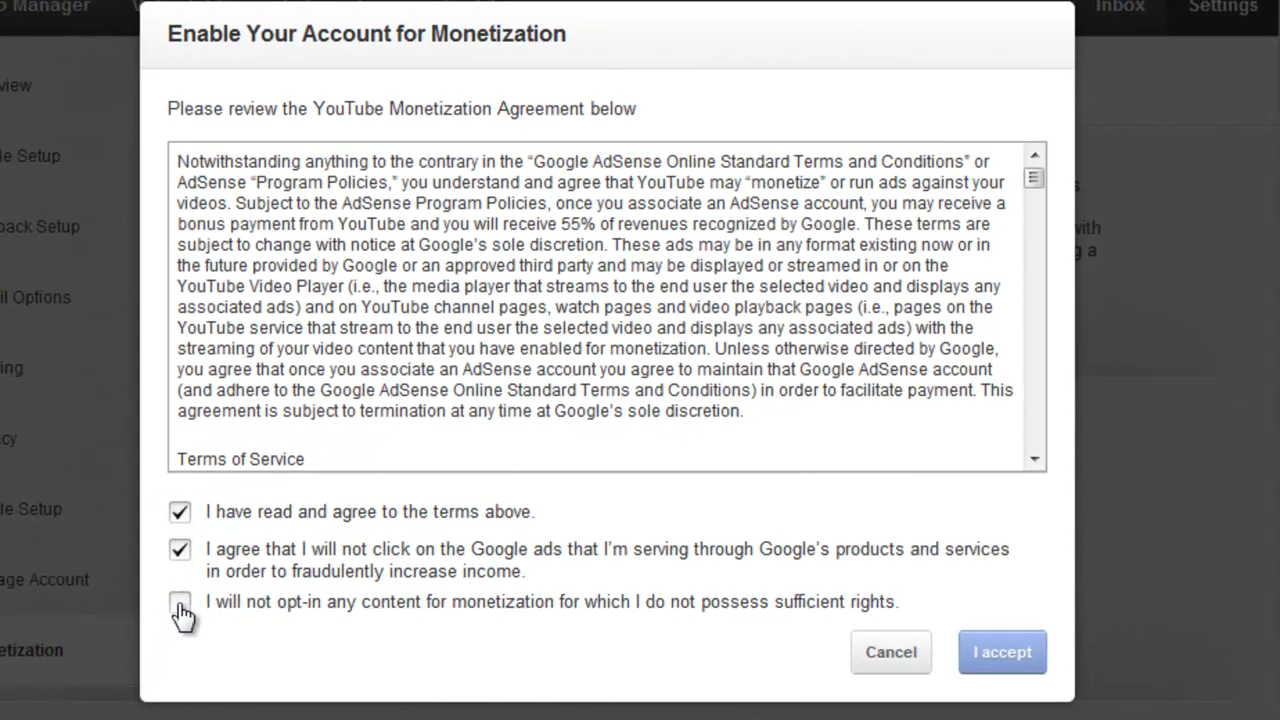 Manager
Inbox
Settings
Enable Your Account for Monetization
Please review the YouTube Monetization Agreement below
Notwithstanding anything to the contrary in the “Google AdSense Online Standard Terms and Conditions” or
AdSense “Program Policies,” you understand and agree that YouTube may “monetize” or run ads against your
videos. Subject to the AdSense Program Policies, once you associate an AdSense account, you may receive a
bonus payment from YouTube and you will receive 55% of revenues recognized by Google. These terms are
subject to change with notice at Google’s sole discretion. These ads may be in any format existing now or in
the future provided by Google or an approved third party and may be displayed or streamed in or on the
YouTube Video Player (i.e., the media player that streams to the end user the selected video and displays any
associated ads) and on YouTube channel pages, watch pages and video playback pages (i.e., pages on the
YouTube service that stream to the end user the selected video and displays any associated ads) with the
streaming of your video content that you have enabled for monetization. Unless otherwise directed by Google,
you agree that once you associate an AdSense account you agree to maintain that Google AdSense account
(and adhere to the Google AdSense Online Standard Terms and Conditions) in order to facilitate payment. This
agreement is subject to termination at any time at Google’s sole discretion.
Terms of Service
I have read and agree to the terms above.
I agree that I will not click on the Google ads that I’m serving through Google’s products and services
in order to fraudulently increase income.
I will not opt-in any content for monetization for which I do not possess sufficient rights.
Cancel
I accept
view
le Setup
back Setup
il Options
ing
cy
le Setup
age Account
etization
with
g a